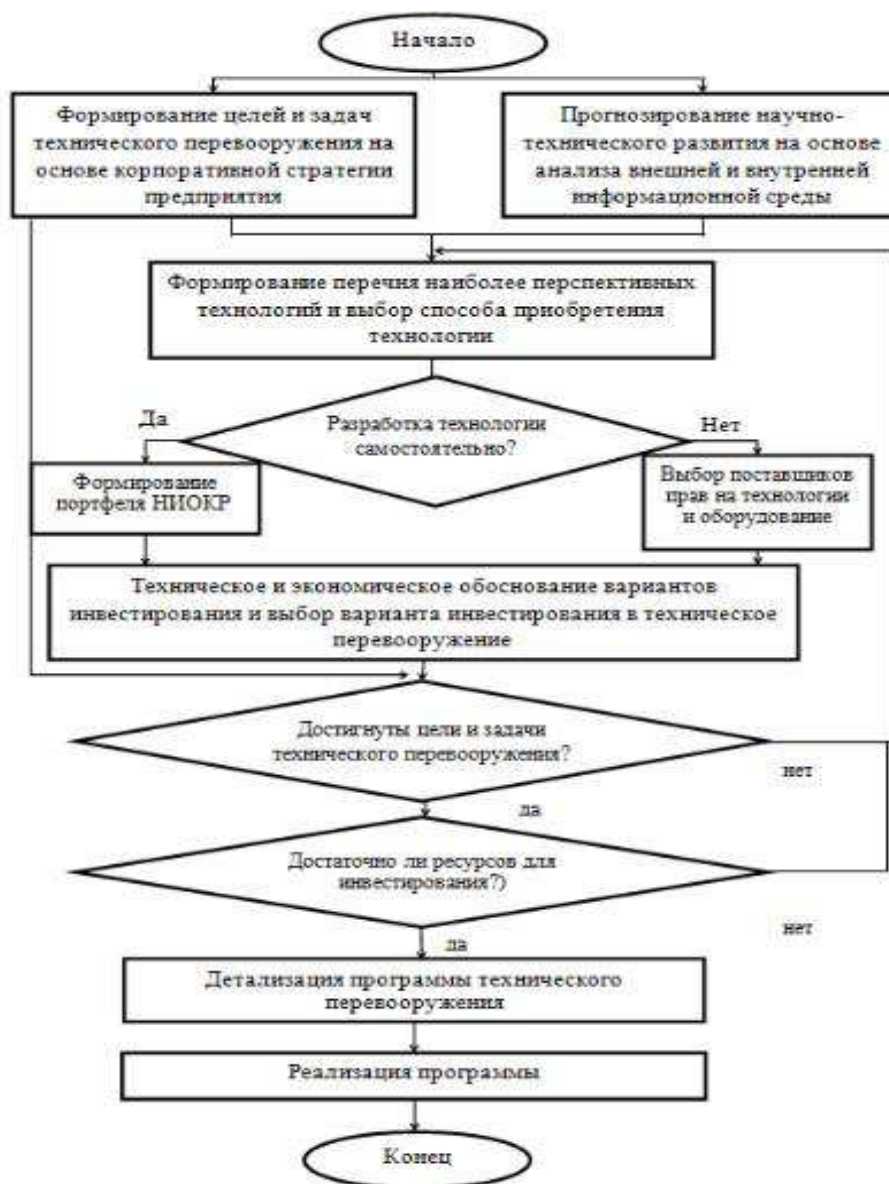 Начало
Формирование целей и задач
технического перевооружения на
основе корпоративной стратегии
предприятия
Прогнозирование научно-
технического развития на основе
анализа внешней и внутренней
информационной среды
Формирование перечня наиболее перспективных
технологий и выбор способа приобретения
технологии
Разработка технологии
самостоятельно?
Да
Нет
Формирование
портфеля НИОКР
Выбор поставщиков
прав на технологии
и оборудование
Техническое и экономическое обоснование вариантов
инвестирования и выбор варианта инвестирования в техническое
перевооружение
Достигнуты цели и задачи
технического перевооружения?
нет
да
Достаточно ли ресурсов для
инвестирования?)
нет
да
Детализация программы технического
перевооружения
Реализация программы
Конец